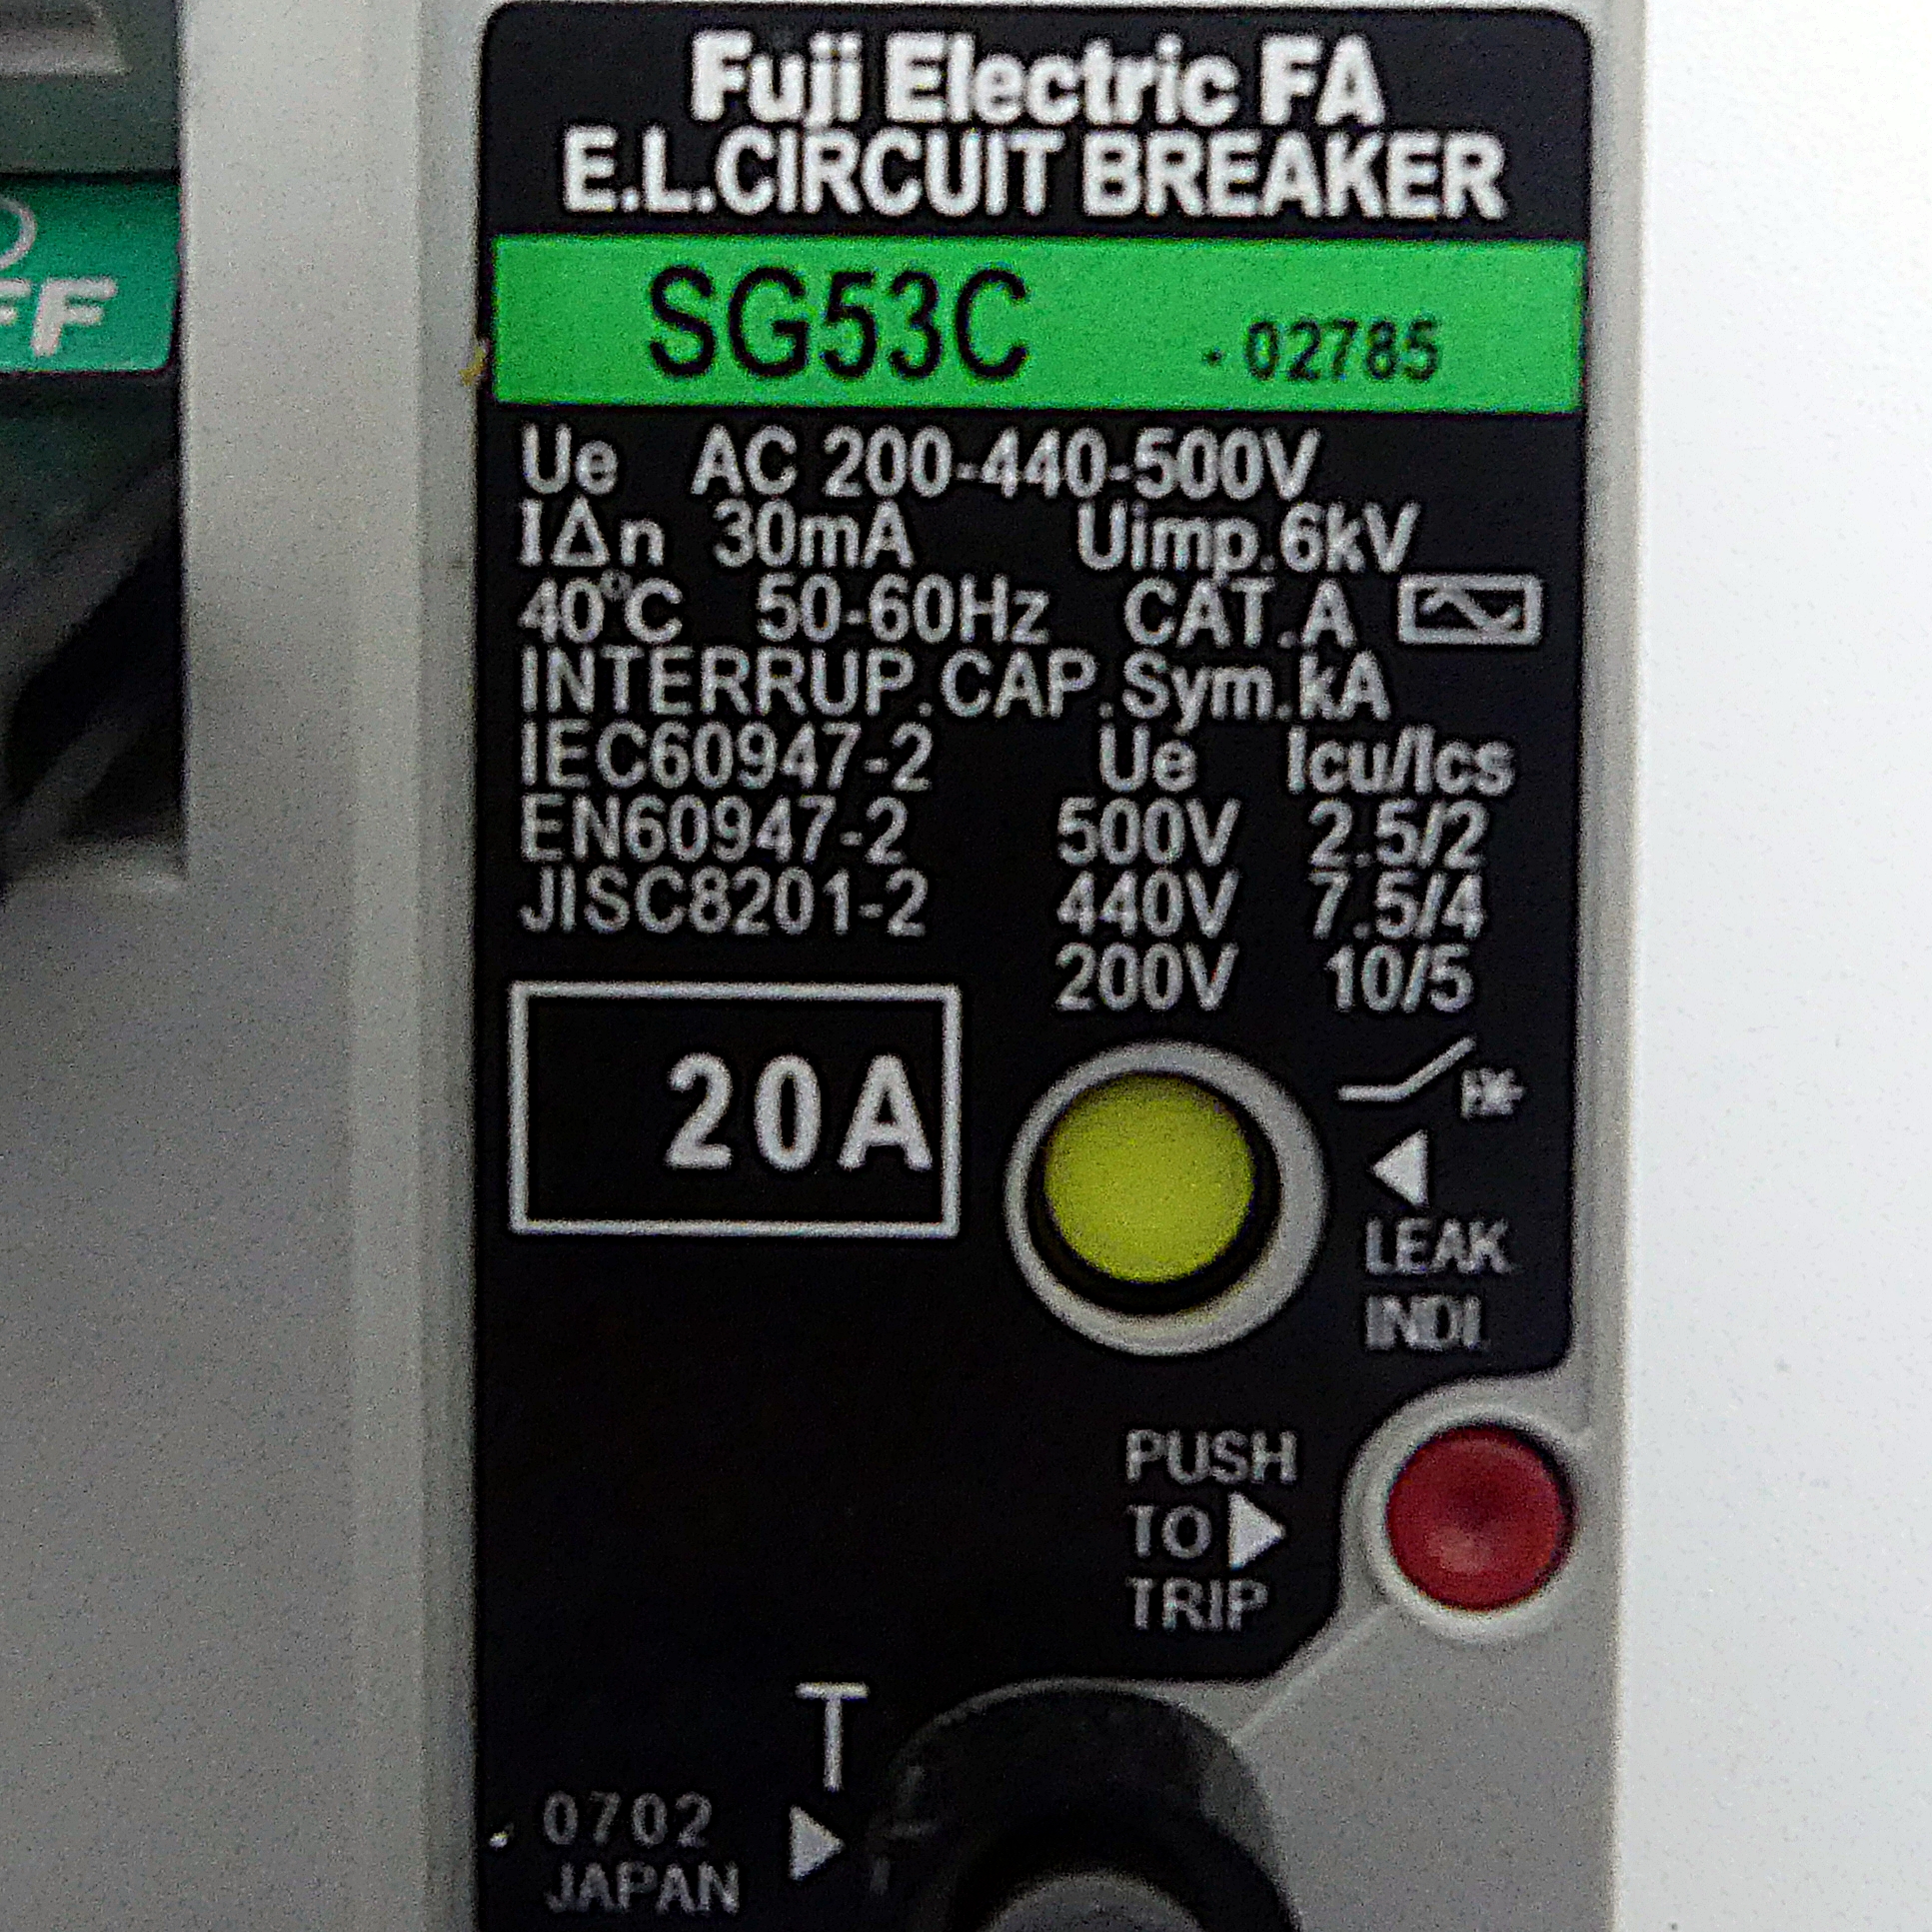 Fuji Electric FA
E.L.CIRCUIT BREAKER
SG53C - 02785
Ue AC 200-440-500V
IΔn 30mA Uimp.6kV
40°C 50-60Hz CAT.A
INTERRUP.CAP.Sym.kA
IEC60947-2 Ue Icu/Ics
EN60947-2 500V 2.5/2
JISC8201-2 440V 7.5/4
200V 10/5
20A
LEAK
INDI.
PUSH
TO
TRIP
T
0702
JAPAN